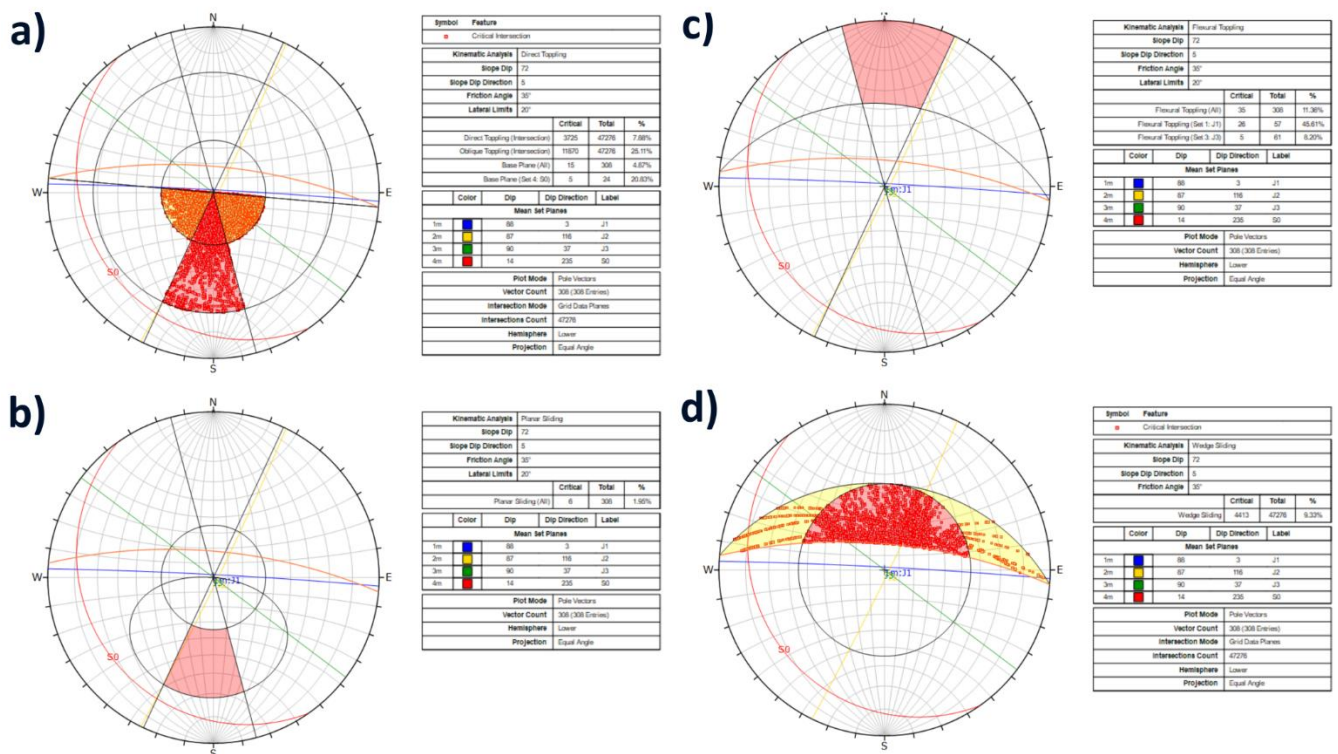 a)
N
W
E
S
S0
Symbol Feature
Critical Intersection
Kinematic Analysis Direct Toppling
Slope Dip 72
Slope Dip Direction 5
Friction Angle 35°
Lateral Limits 20°
Critical Total %
Direct Toppling (Intersection) 3725 47276 7.88%
Oblique Toppling (Intersection) 11870 47276 25.11%
Base Plane (All) 15 308 4.87%
Base Plane (Set 4: S0) 5 24 20.83%
Color Dip Dip Direction Label
Mean Set Planes
1m 88 3 J1
2m 87 116 J2
3m 90 37 J3
4m 14 235 S0
Plot Mode Pole Vectors
Vector Count 308 (308 Entries)
Intersection Mode Grid Data Planes
Intersections Count 47276
Hemisphere Lower
Projection Equal Angle
c)
W
E
S
S0
Kinematic Analysis Flexural Toppling
Slope Dip 72
Slope Dip Direction 5
Friction Angle 35°
Lateral Limits 20°
Critical Total %
Flexural Toppling (All) 35 308 11.36%
Flexural Toppling (Set 1: J1) 26 57 45.61%
Flexural Toppling (Set 3: J3) 5 61 8.20%
Color Dip Dip Direction Label
Mean Set Planes
1m 88 3 J1
2m 87 116 J2
3m 90 37 J3
4m 14 235 S0
Plot Mode Pole Vectors
Vector Count 308 (308 Entries)
Hemisphere Lower
Projection Equal Angle
b)
N
W
E
S
S0
Kinematic Analysis Planar Sliding
Slope Dip 72
Slope Dip Direction 5
Friction Angle 35°
Lateral Limits 20°
Critical Total %
Planar Sliding (All) 6 308 1.95%
Color Dip Dip Direction Label
Mean Set Planes
1m 88 3 J1
2m 87 116 J2
3m 90 37 J3
4m 14 235 S0
Plot Mode Pole Vectors
Vector Count 308 (308 Entries)
Hemisphere Lower
Projection Equal Angle
d)
N
W
E
S
S0
Symbol Feature
Critical Intersection
Kinematic Analysis Wedge Sliding
Slope Dip 72
Slope Dip Direction 5
Friction Angle 35°
Critical Total %
Wedge Sliding 4413 47276 9.33%
Color Dip Dip Direction Label
Mean Set Planes
1m 88 3 J1
2m 87 116 J2
3m 90 37 J3
4m 14 235 S0
Plot Mode Pole Vectors
Vector Count 308 (308 Entries)
Intersection Mode Grid Data Planes
Intersections Count 47276
Hemisphere Lower
Projection Equal Angle